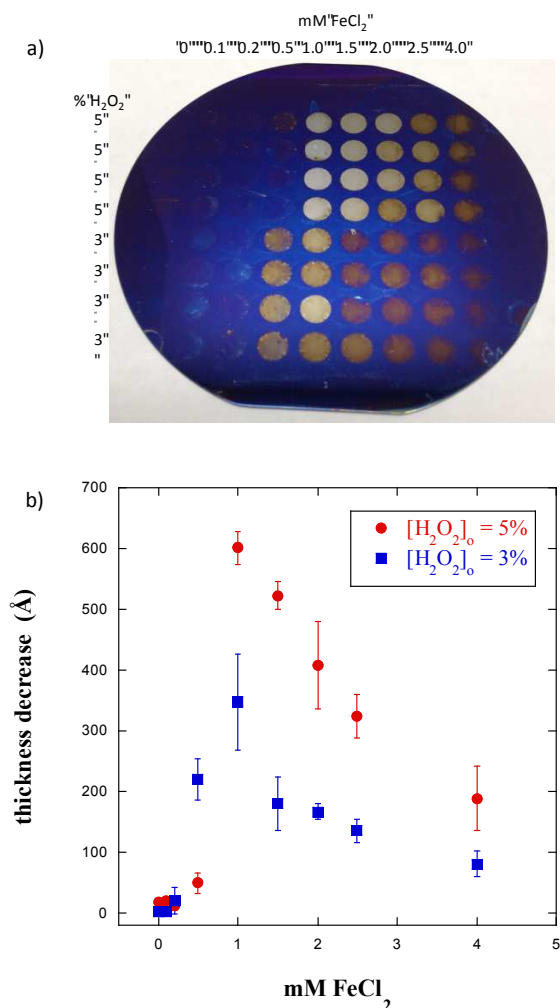 mM"FeCl₂"
a)
"0""""0.1""""0.2""""0.5"""1.0""""1.5""""2.0"""""2.5"""""4.0"
%"H₂O₂"
5"
5"
5"
5"
3"
3"
3"
3"
"
b)
700
[H₂O₂]ₒ = 5%
[H₂O₂]ₒ = 3%
600
500
400
300
200
100
0
thickness decrease (Å)
0 1 2 3 4 5
mM FeCl₂